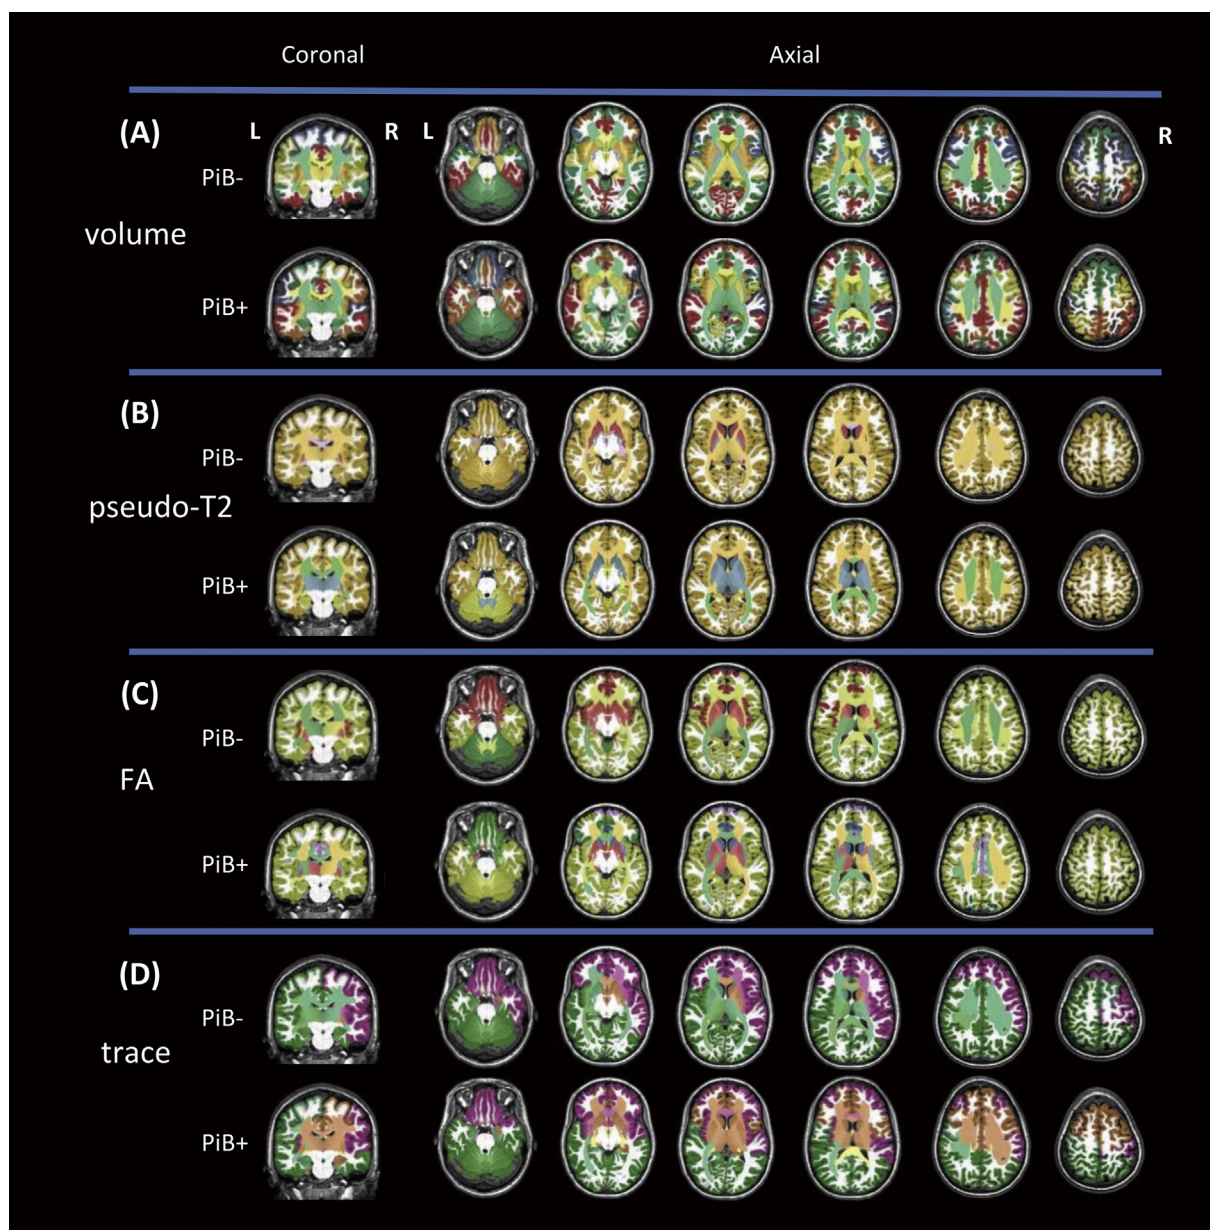 Coronal Axial
(A) L R L R
PiB-
volume
PiB+
(B)
PiB-
pseudo-T2
PiB+
(C)
PiB-
FA
PiB+
(D)
PiB-
trace
PiB+